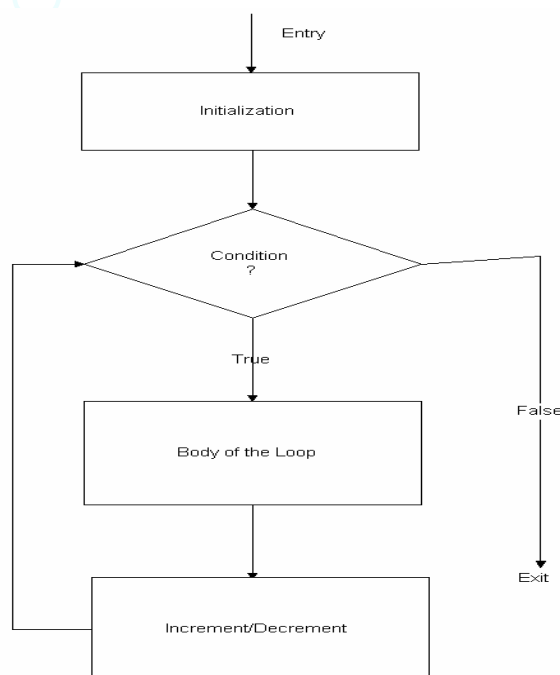 Entry
Initialization
Condition
?
True
Body of the Loop
False
Exit
Increment/Decrement